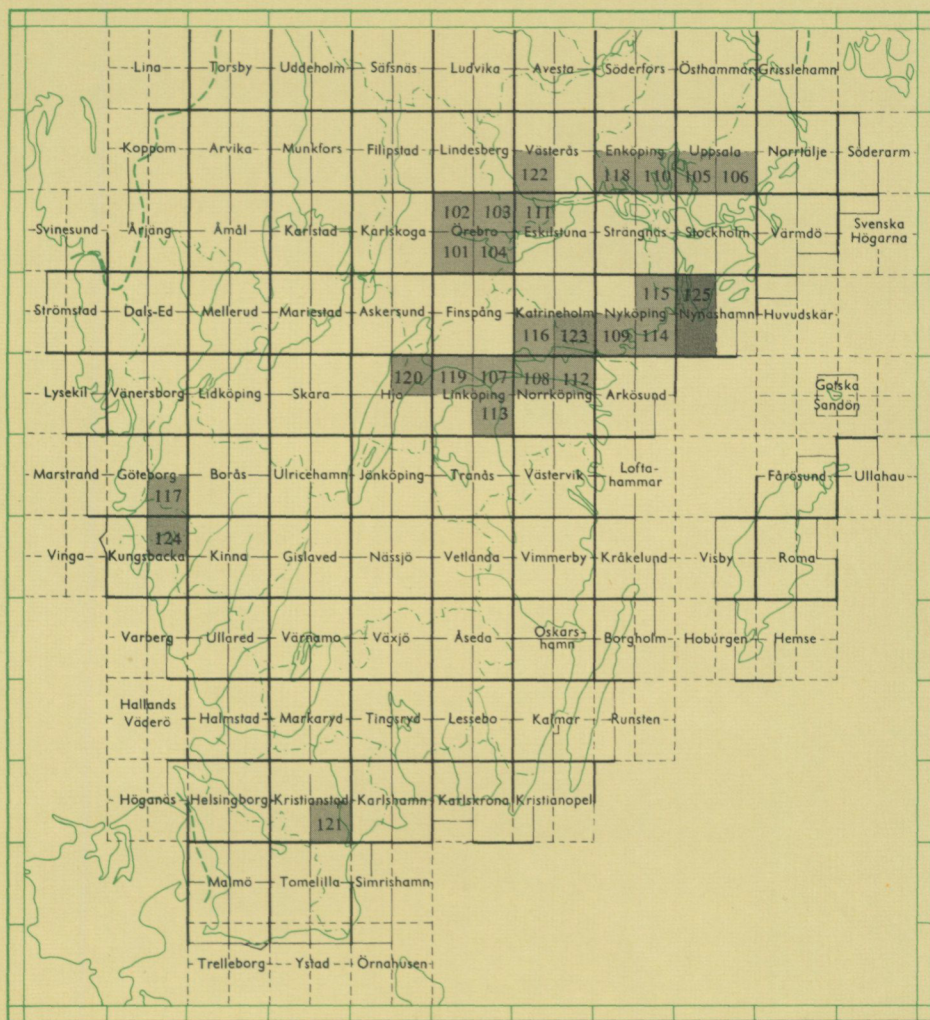 Lina Torsby Uddeholm Säfsnäs Ludvika Avesta Söderfors Östhammar Grisslehamn
Koppom Arvika Munkfors Filipstad Lindesberg Västerås Enköping Uppsala Norrtälje Söderarm
122 118 110 105 106
102 103 111
Svinesund Årjäng Åmål Karlstad Karlskoga Örebro Eskilstuna Strängnäs Stockholm Värmdö Svenska
Högarna
101 104
115 125
Strömstad Dals-Ed Mellerud Mariestad Askersund Finspång Katrineholm Nyköping Nynäshamn Huvudskär
116 123 109 114
120 119 107 108 112
Lysekil Vänersborg Lidköping Skara Hjo Linköping Norrköping Arkösund Gotska
Sandön
113
Marstrand Göteborg Borås Ulricehamn Jönköping Tranås Västervik Lofta-
hammar Fårösund Ullahau
117
124
Vinga Kungsbacka Kinna Gislaved Nässjö Vetlanda Vimmerby Kråkelund Visby Roma
Varberg Ullared Värnamo Växjö Åseda Oskars-
hamn Borgholm Hoburgen Hemse
Hallands
Väderö Halmstad Markaryd Tingsryd Lessebo Kalmar Runsten
Höganäs Helsingborg Kristianstad Karlshamn Karlskrona Kristianopel
121
Malmö Tomelilla Simrishamn
Trelleborg Ystad Örnahusen